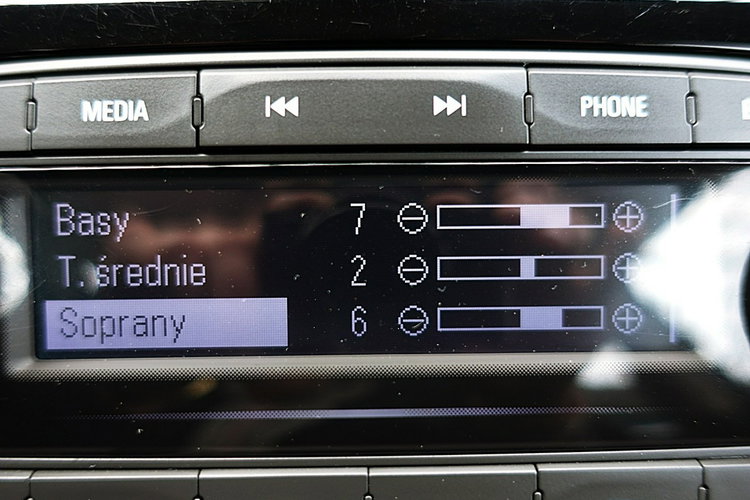 MEDIA PHONE
Basy 7
T. średnie 2
Soprany 6